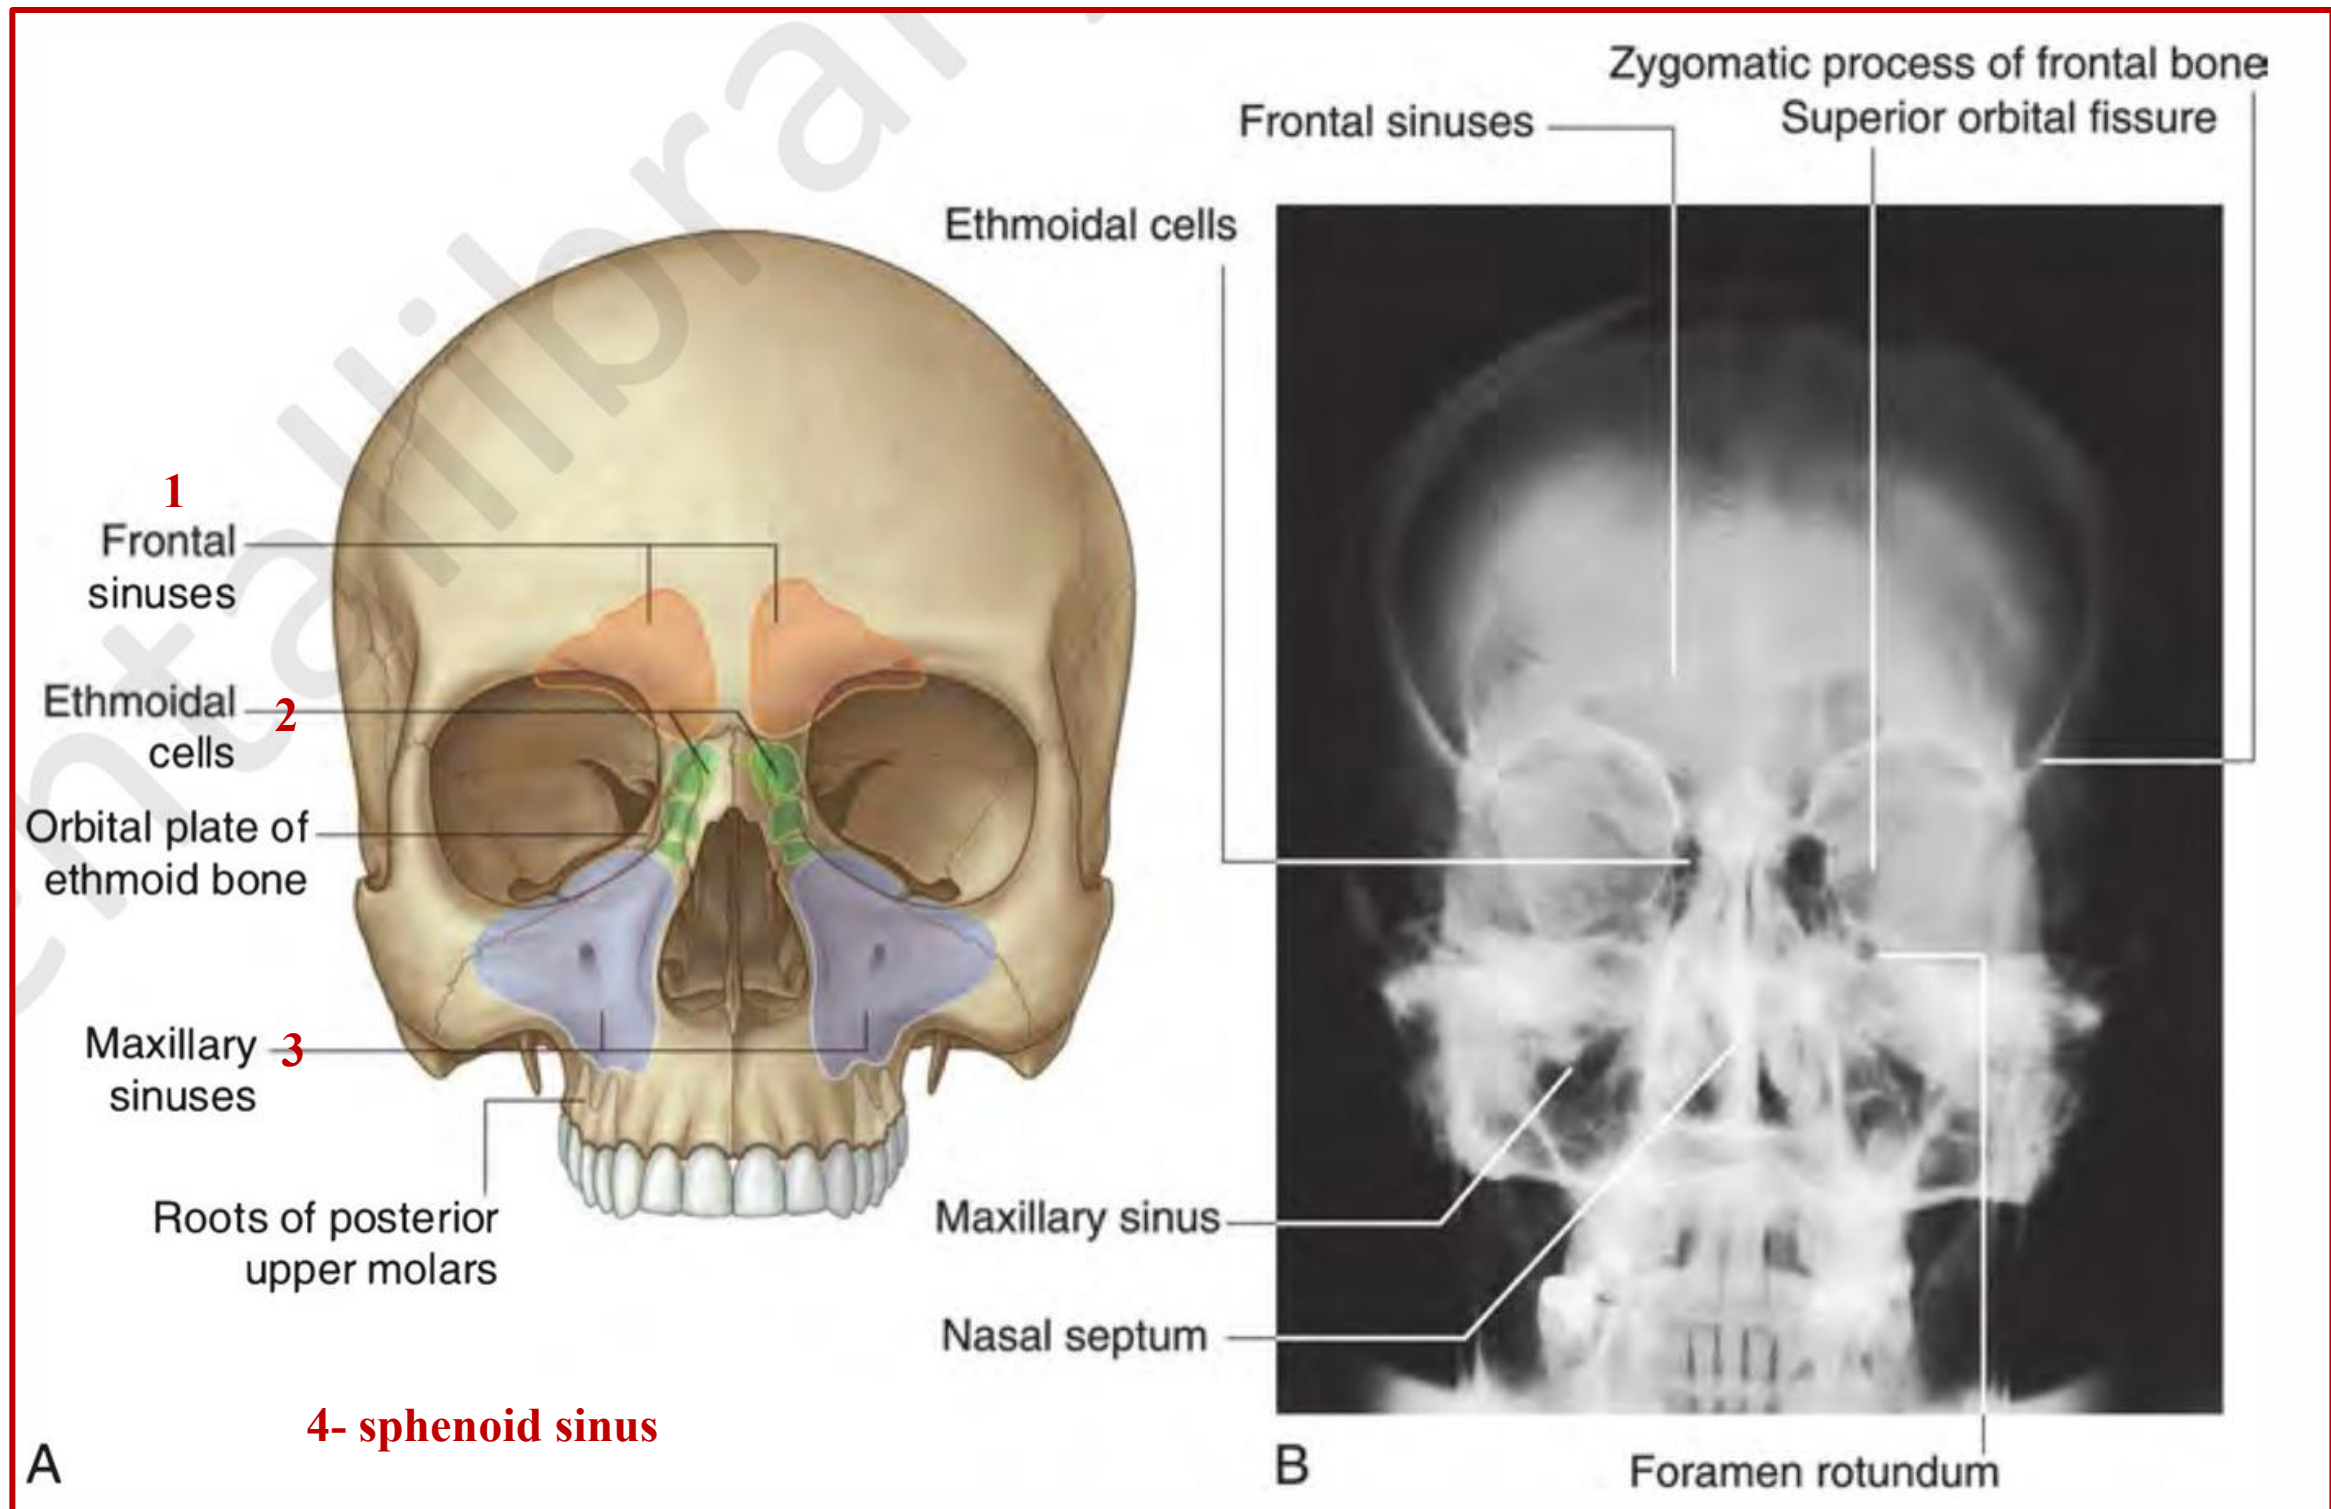 Zygomatic process of frontal bone
Frontal sinuses
Superior orbital fissure
Ethmoidal cells
1
Frontal
sinuses
Ethmoidal
cells
2
Orbital plate of
ethmoid bone
Maxillary
sinuses
3
Roots of posterior
upper molars
Maxillary sinus
Nasal septum
4- sphenoid sinus
A
B
Foramen rotundum
entallibrar